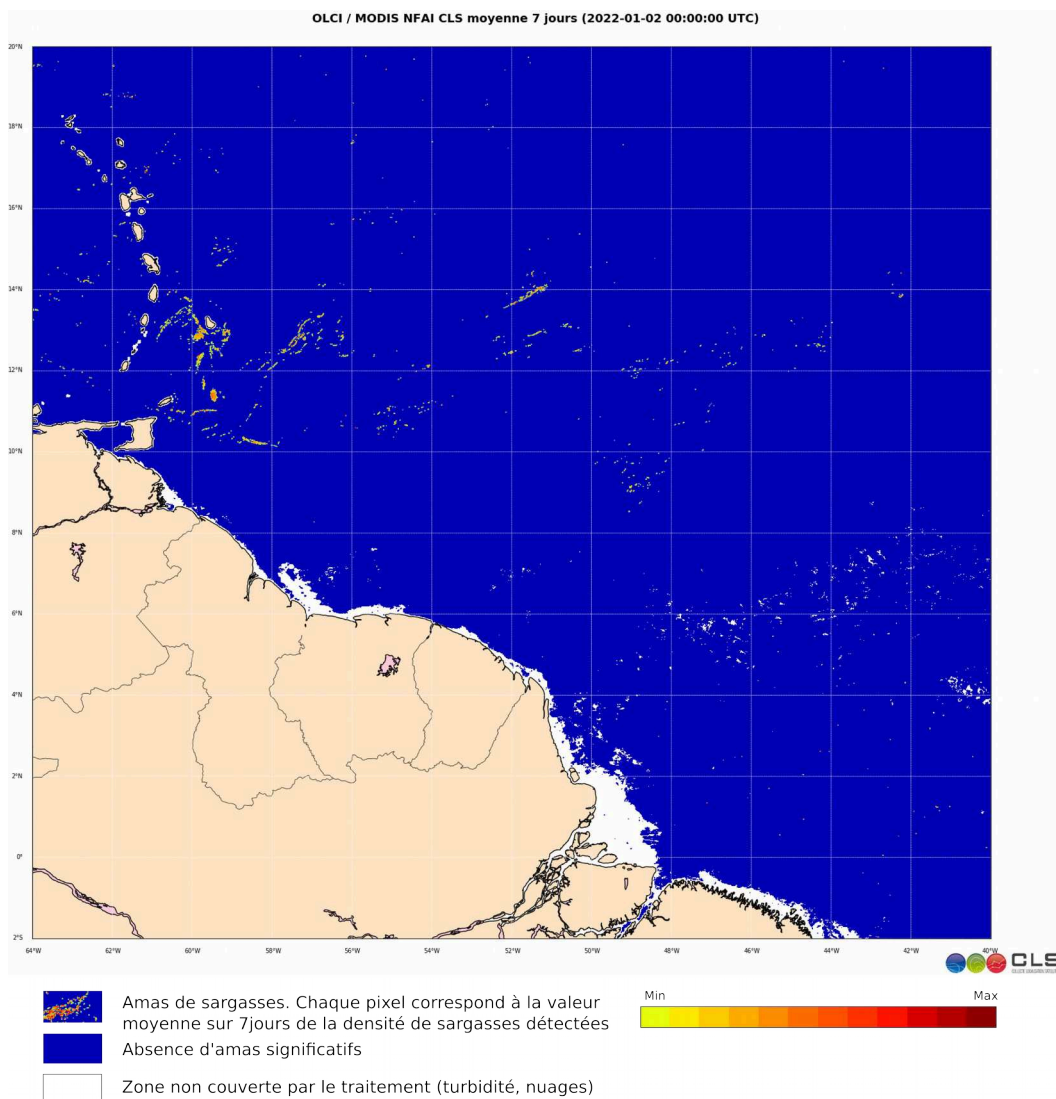 OLCI / MODIS NFAI CLS moyenne 7 jours (2022-01-02 00:00:00 UTC)
20°N
18°N
16°N
14°N
12°N
10°N
8°N
6°N
4°N
2°N
0°
2°S
64°W 62°W 60°W 58°W 56°W 54°W 52°W 50°W 48°W 46°W 44°W 42°W 40°W
CLS
Amas de sargasses. Chaque pixel correspond à la valeur
moyenne sur 7jours de la densité de sargasses détectées
Min Max
Absence d'amas significatifs
Zone non couverte par le traitement (turbidité, nuages)